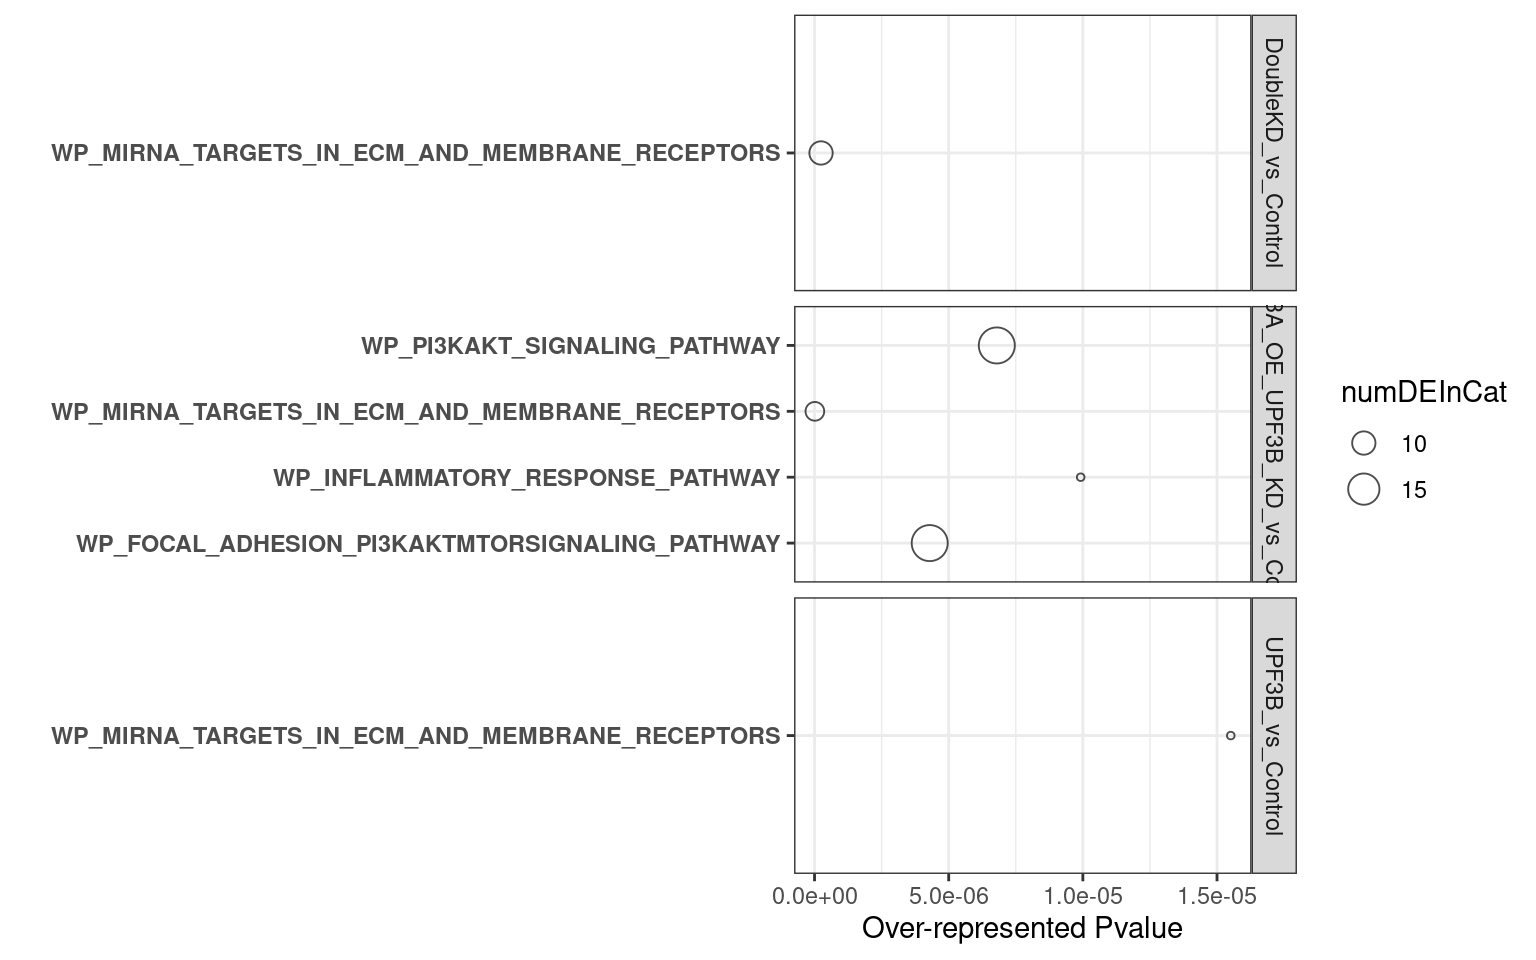 WP_MIRNA_TARGETS_IN_ECM_AND_MEMBRANE_RECEPTORS
DoubleKD_vs_Control
WP_PI3KAKT_SIGNALING_PATHWAY
WP_MIRNA_TARGETS_IN_ECM_AND_MEMBRANE_RECEPTORS
WP_INFLAMMATORY_RESPONSE_PATHWAY
WP_FOCAL_ADHESION_PI3KAKTMTORSIGNALING_PATHWAY
3A_OE_UPF3B_KD_vs_Co
WP_MIRNA_TARGETS_IN_ECM_AND_MEMBRANE_RECEPTORS
UPF3B_vs_Control
0.0e+00 5.0e-06 1.0e-05 1.5e-05
Over-represented Pvalue
numDEInCat
10
15